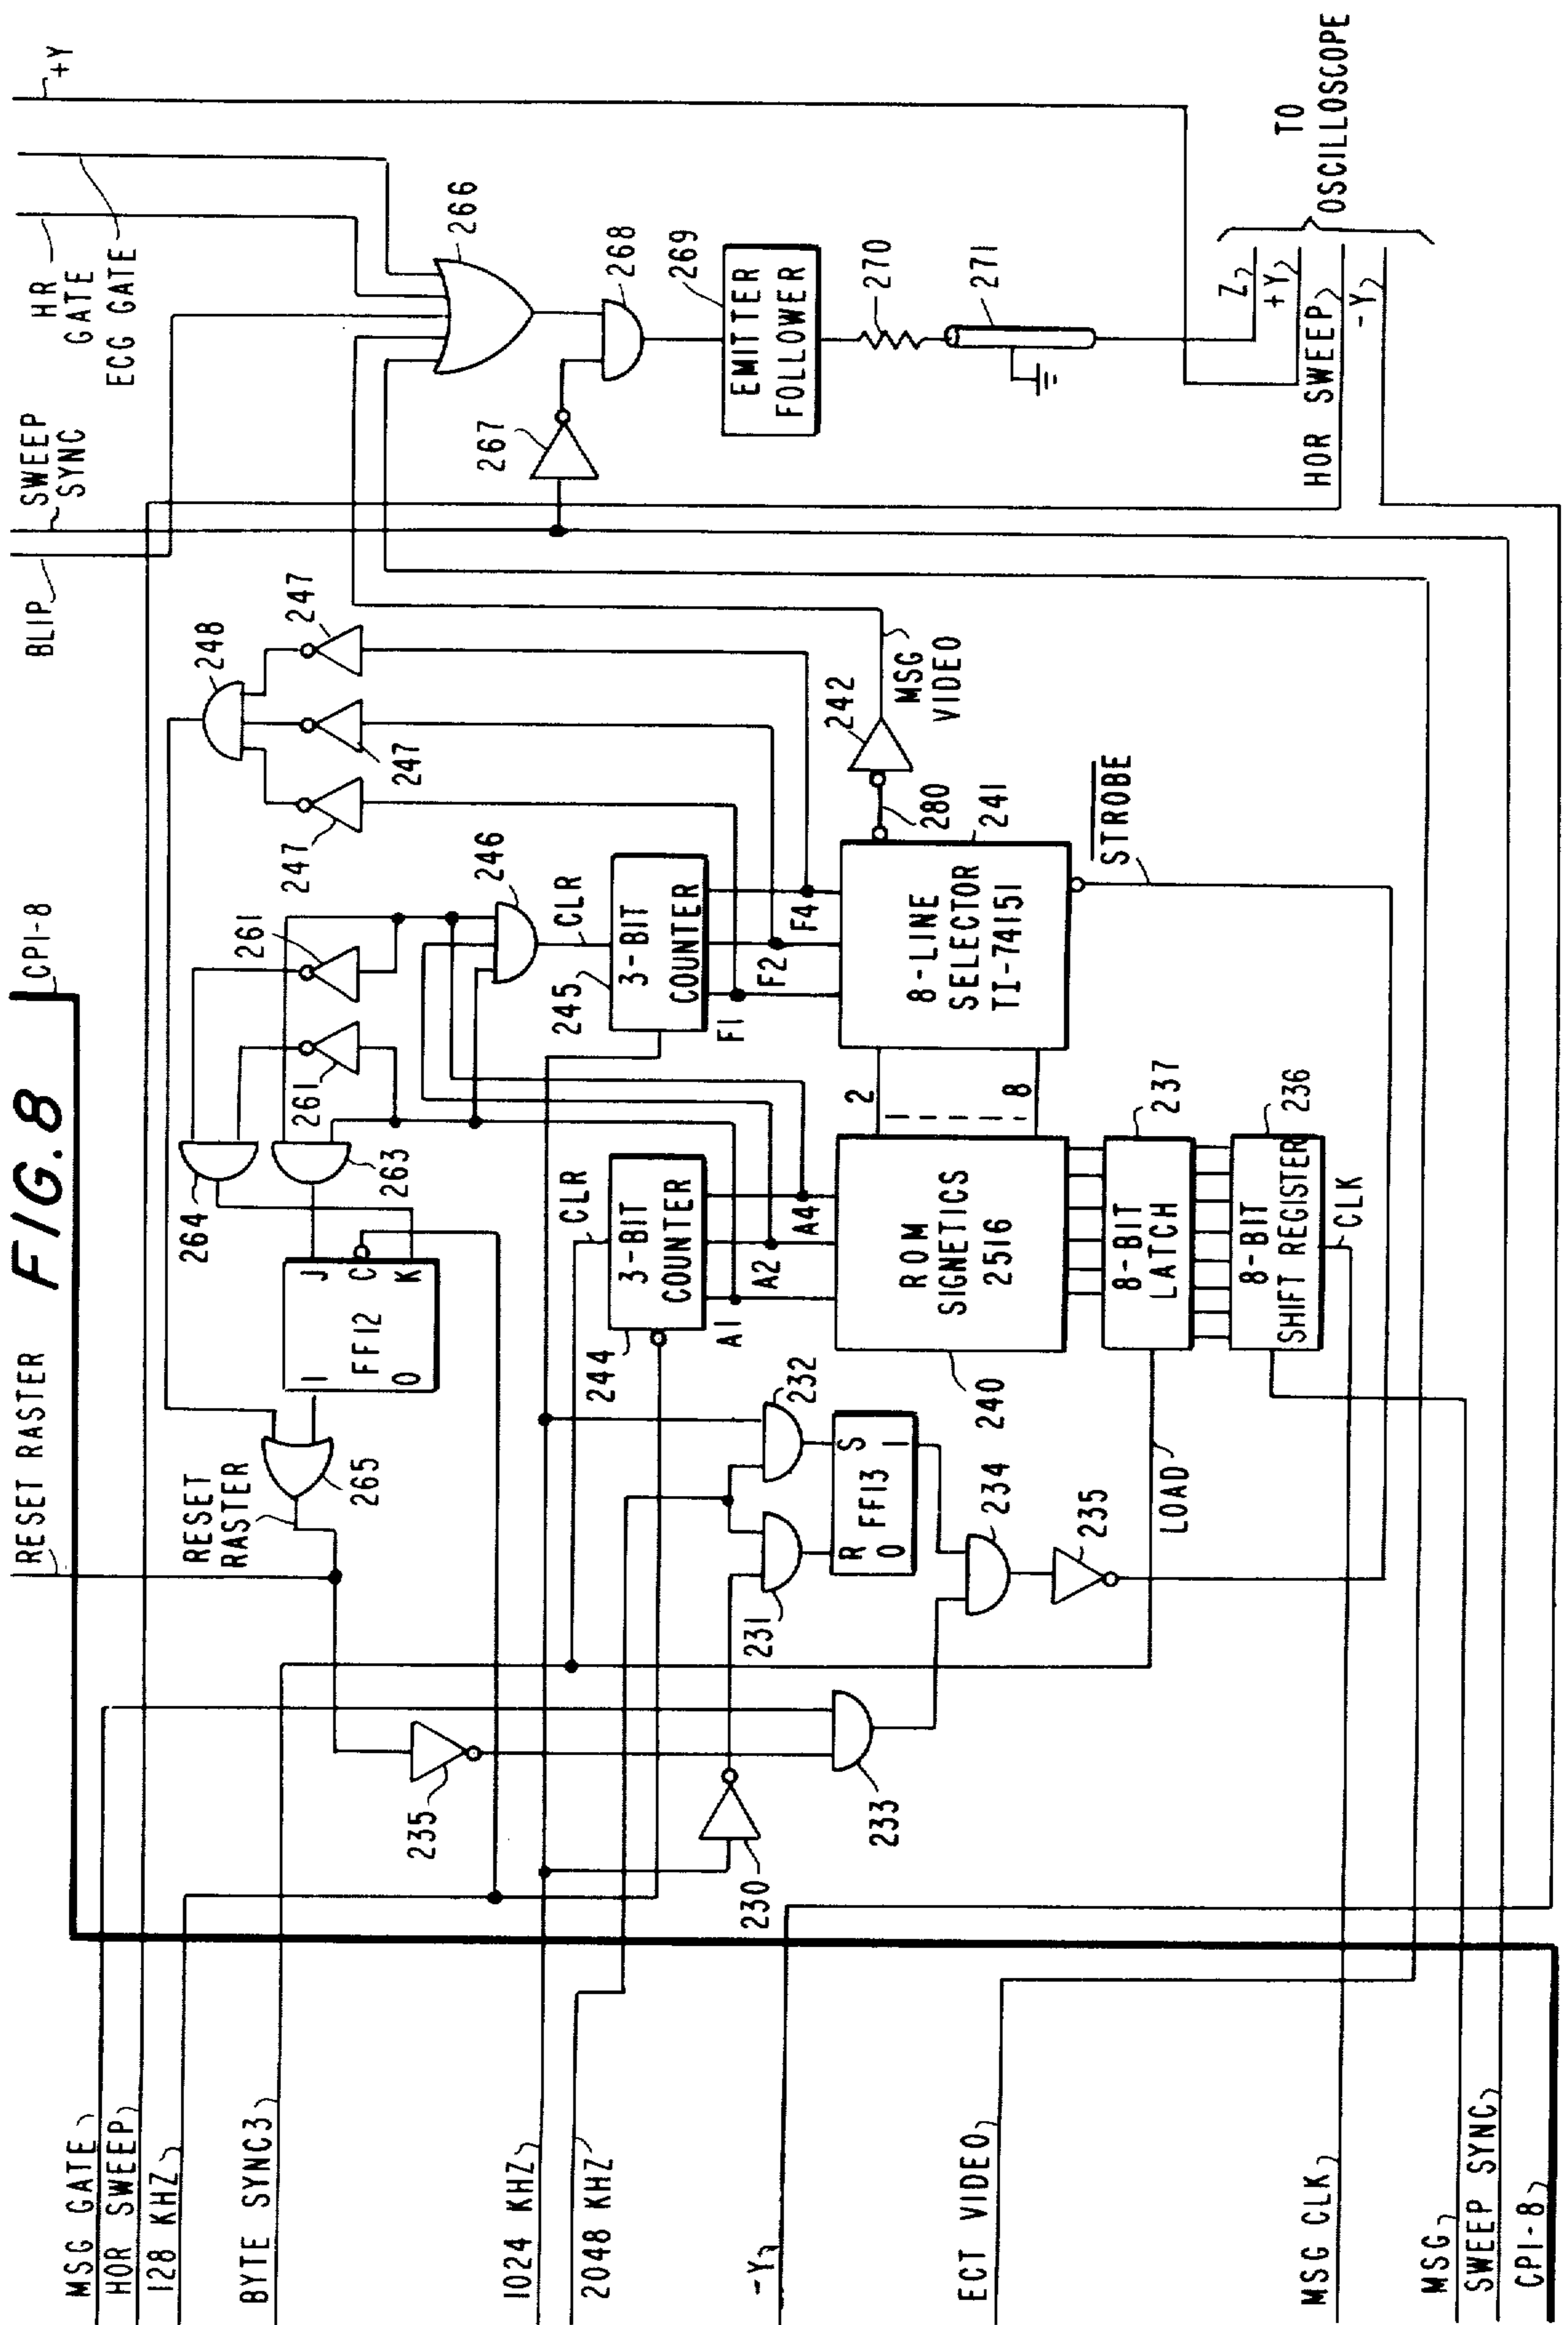 FIG. 8
RESET RASTER
CPI-8
BLIP
SWEEP
SYNC
HR
GATE
ECG GATE
+Y
MSG GATE
HOR SWEEP
128 KHZ
BYTE SYNC3
1024 KHZ
2048 KHZ
-Y
ECT VIDEO
MSG CLK
MSG
SWEEP SYNC
CPI-8
RESET
RASTER
265
264
263
261
261
248
247
247
247
J
C
K
1
FF12
0
235
230
231
232
233
R
S
FF13
0
1
234
235
LOAD
244
CLR
3-BIT
COUNTER
A1
A2
A4
245
CLR
246
3-BIT
COUNTER
F1
F2
F4
240
ROM
SIGNETICS
2516
2
8
8-LINE
SELECTOR
TI-74151
241
280
242
MSG
VIDEO
STROBE
8-BIT
LATCH
237
8-BIT
SHIFT REGISTER
236
CLK
266
267
268
EMITTER
FOLLOWER
269
270
271
Z
+Y
HOR SWEEP
-Y
TO
OSCILLOSCOPE